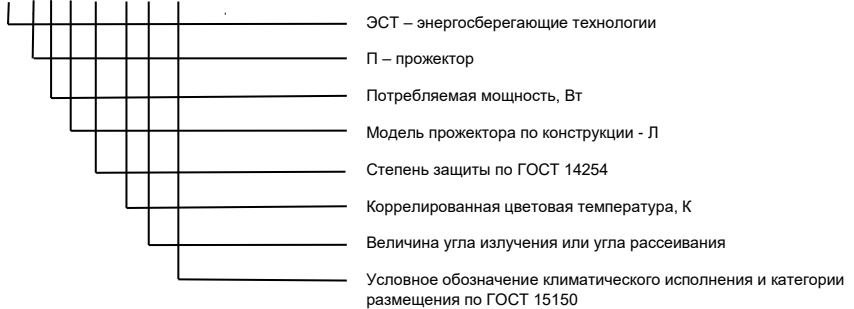 ЭСТ – энергосберегающие технологии
П – прожектор
Потребляемая мощность, Вт
Модель прожектора по конструкции - Л
Степень защиты по ГОСТ 14254
Коррелированная цветовая температура, К
Величина угла излучения или угла рассеивания
Условное обозначение климатического исполнения и категории
размещения по ГОСТ 15150